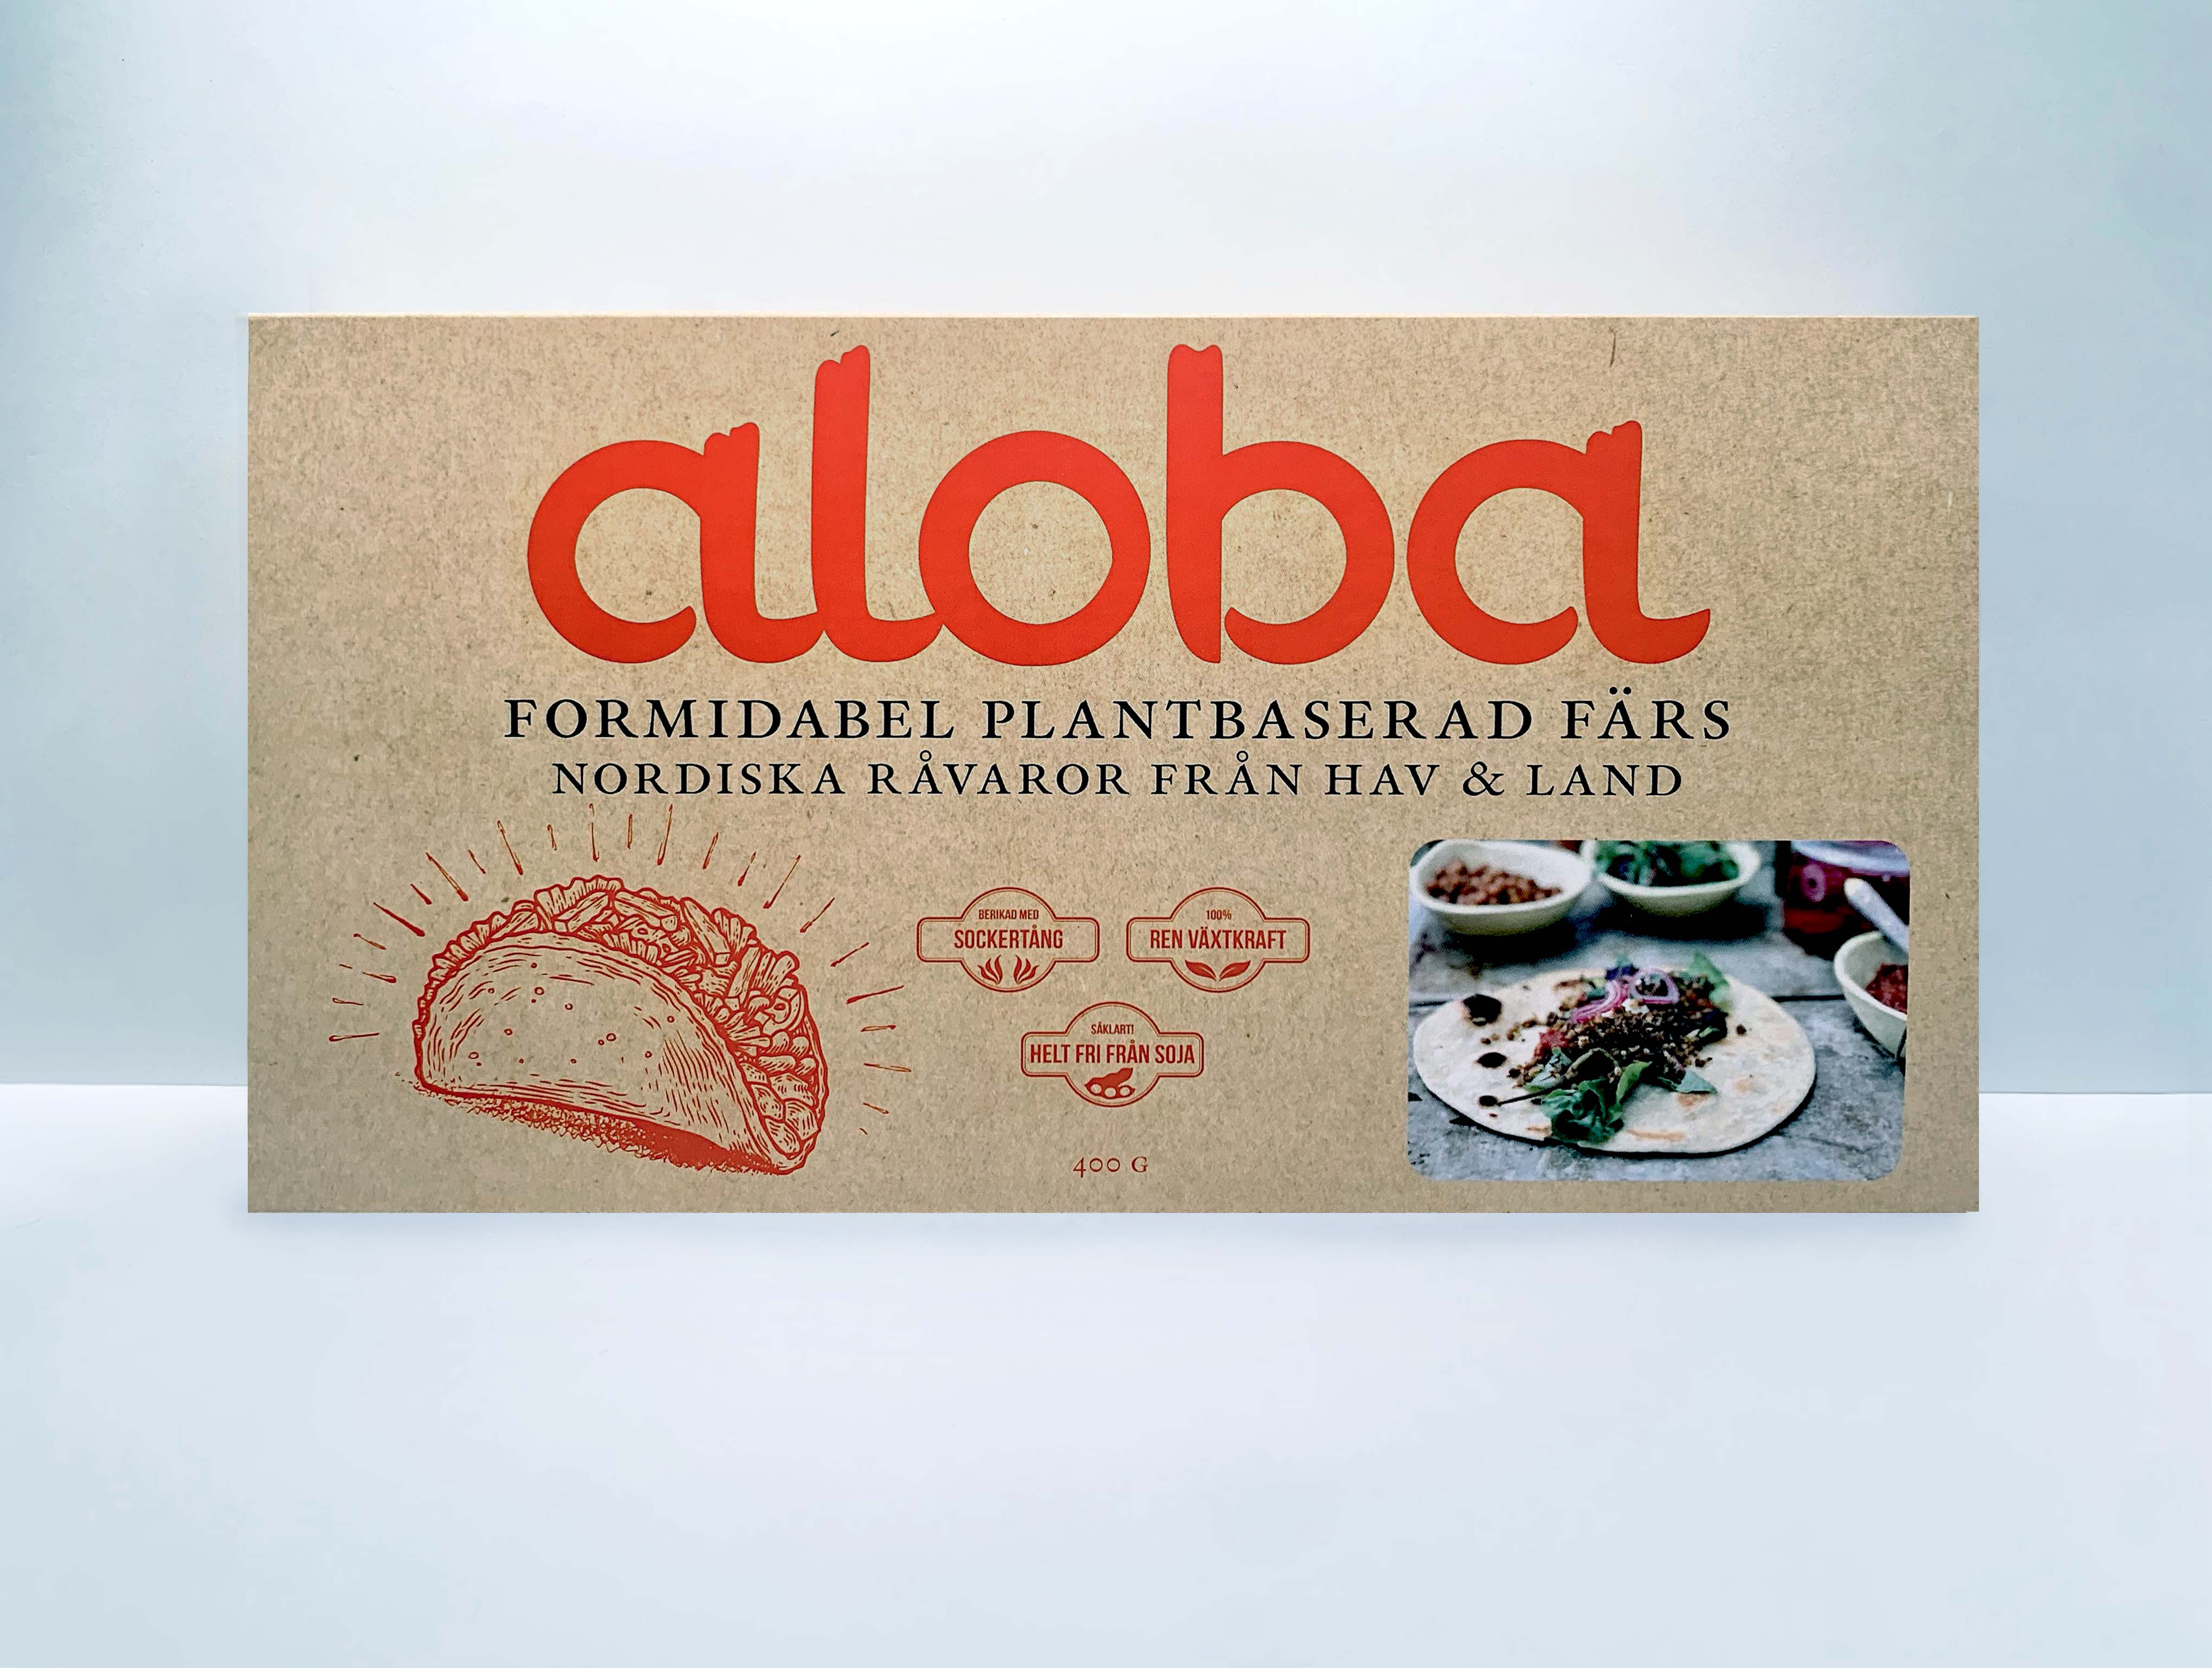 aloba
FORMIDABEL PLANTBASERAD FÄRS
NORDISKA RÅVAROR FRÅN HAV & LAND
BERIKAD MED
SOCKERTÅNG
100%
REN VÄXTKRAFT
SÅKLART!
HELT FRI FRÅN SOJA
400 G